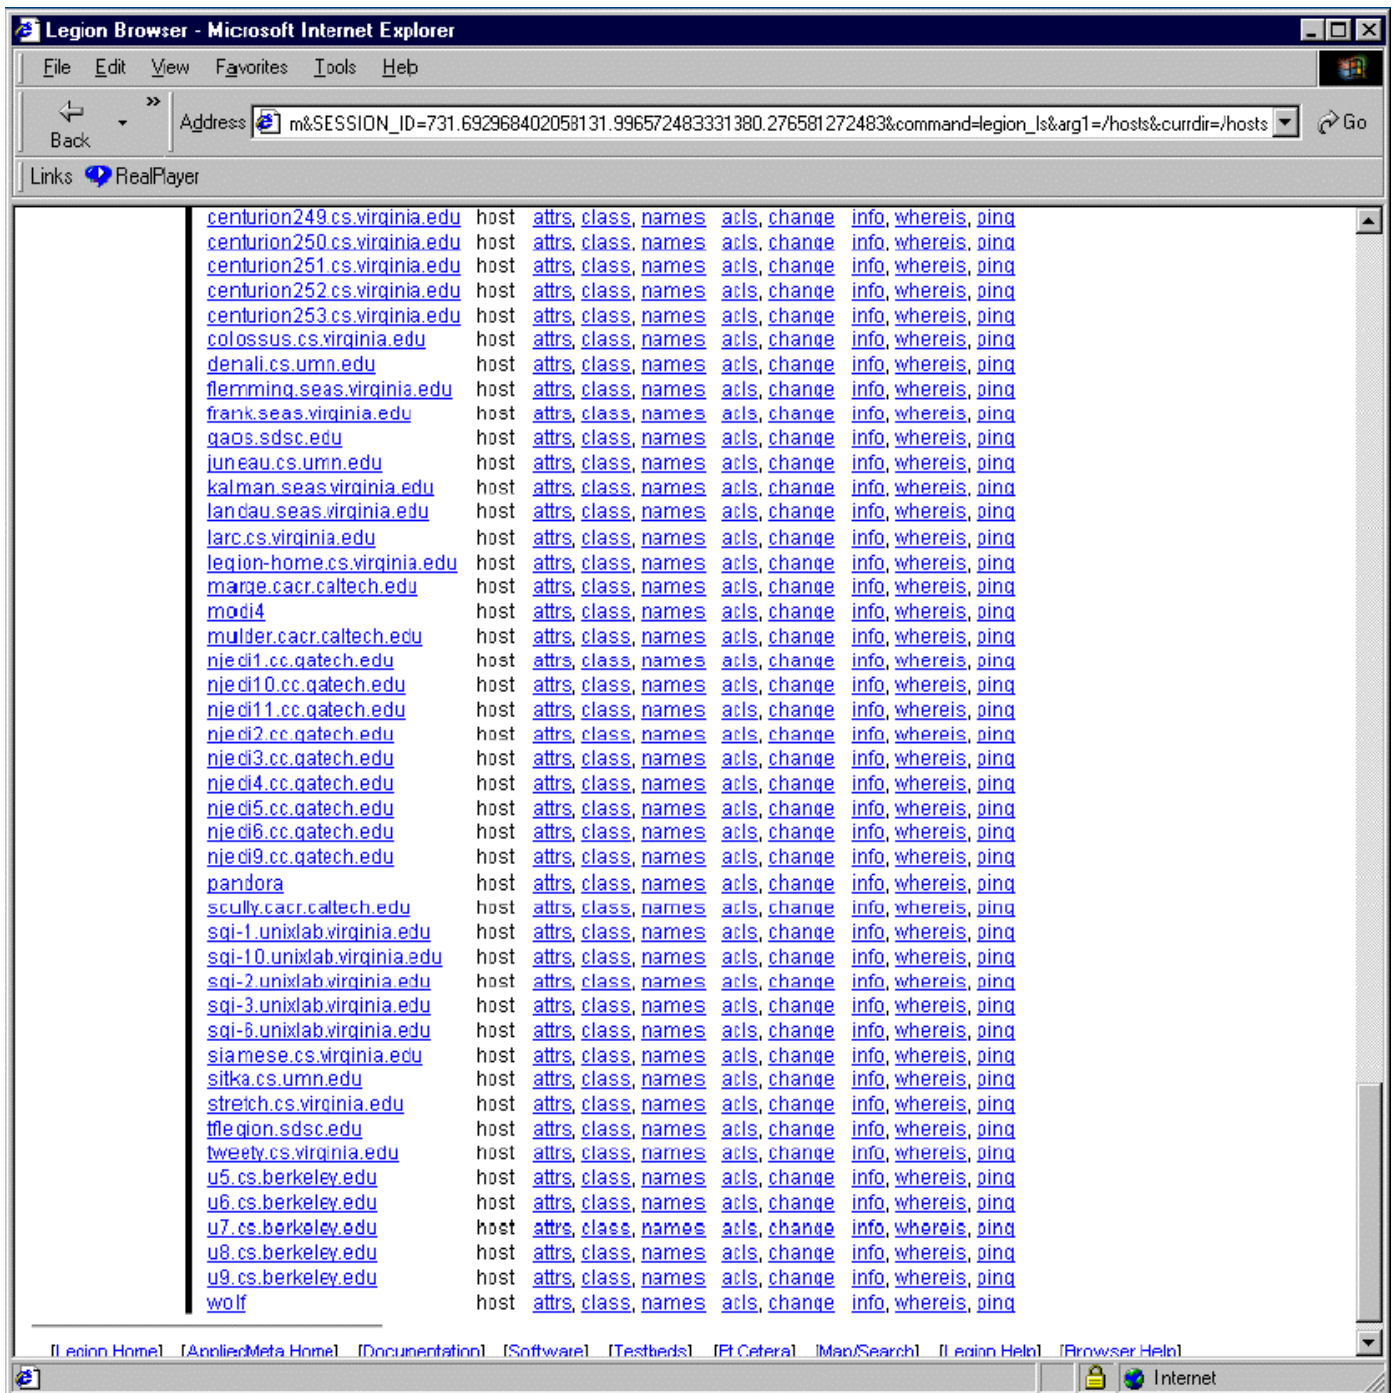 Legion Browser - Microsoft Internet Explorer
File Edit View Favorites Tools Help
Back » Address m&SESSION_ID=731.692968402058131.996572483331380.276581272483&command=legion_ls&arg1=/hosts&currdir=/hosts Go
Links RealPlayer
centurion249.cs.virginia.edu host attrs, class, names acls, change info, whereis, ping
centurion250.cs.virginia.edu host attrs, class, names acls, change info, whereis, ping
centurion251.cs.virginia.edu host attrs, class, names acls, change info, whereis, ping
centurion252.cs.virginia.edu host attrs, class, names acls, change info, whereis, ping
centurion253.cs.virginia.edu host attrs, class, names acls, change info, whereis, ping
colossus.cs.virginia.edu host attrs, class, names acls, change info, whereis, ping
denali.cs.umn.edu host attrs, class, names acls, change info, whereis, ping
flemming.seas.virginia.edu host attrs, class, names acls, change info, whereis, ping
frank.seas.virginia.edu host attrs, class, names acls, change info, whereis, ping
gaos.sdsc.edu host attrs, class, names acls, change info, whereis, ping
juneau.cs.umn.edu host attrs, class, names acls, change info, whereis, ping
kalman.seas.virginia.edu host attrs, class, names acls, change info, whereis, ping
landau.seas.virginia.edu host attrs, class, names acls, change info, whereis, ping
larc.cs.virginia.edu host attrs, class, names acls, change info, whereis, ping
legion-home.cs.virginia.edu host attrs, class, names acls, change info, whereis, ping
marge.cacr.caltech.edu host attrs, class, names acls, change info, whereis, ping
modi4 host attrs, class, names acls, change info, whereis, ping
mulder.cacr.caltech.edu host attrs, class, names acls, change info, whereis, ping
njedi1.cc.gatech.edu host attrs, class, names acls, change info, whereis, ping
njedi10.cc.gatech.edu host attrs, class, names acls, change info, whereis, ping
njedi11.cc.gatech.edu host attrs, class, names acls, change info, whereis, ping
njedi2.cc.gatech.edu host attrs, class, names acls, change info, whereis, ping
njedi3.cc.gatech.edu host attrs, class, names acls, change info, whereis, ping
njedi4.cc.gatech.edu host attrs, class, names acls, change info, whereis, ping
njedi5.cc.gatech.edu host attrs, class, names acls, change info, whereis, ping
njedi6.cc.gatech.edu host attrs, class, names acls, change info, whereis, ping
njedi9.cc.gatech.edu host attrs, class, names acls, change info, whereis, ping
pandora host attrs, class, names acls, change info, whereis, ping
scully.cacr.caltech.edu host attrs, class, names acls, change info, whereis, ping
sgi-1.unixlab.virginia.edu host attrs, class, names acls, change info, whereis, ping
sgi-10.unixlab.virginia.edu host attrs, class, names acls, change info, whereis, ping
sgi-2.unixlab.virginia.edu host attrs, class, names acls, change info, whereis, ping
sgi-3.unixlab.virginia.edu host attrs, class, names acls, change info, whereis, ping
sgi-6.unixlab.virginia.edu host attrs, class, names acls, change info, whereis, ping
siamese.cs.virginia.edu host attrs, class, names acls, change info, whereis, ping
sitka.cs.umn.edu host attrs, class, names acls, change info, whereis, ping
stretch.cs.virginia.edu host attrs, class, names acls, change info, whereis, ping
tflegion.sdsc.edu host attrs, class, names acls, change info, whereis, ping
tweety.cs.virginia.edu host attrs, class, names acls, change info, whereis, ping
u5.cs.berkeley.edu host attrs, class, names acls, change info, whereis, ping
u6.cs.berkeley.edu host attrs, class, names acls, change info, whereis, ping
u7.cs.berkeley.edu host attrs, class, names acls, change info, whereis, ping
u8.cs.berkeley.edu host attrs, class, names acls, change info, whereis, ping
u9.cs.berkeley.edu host attrs, class, names acls, change info, whereis, ping
wolf host attrs, class, names acls, change info, whereis, ping
[Legion Home] [AppliedMeta Home] [Documentation] [Software] [Testbeds] [Et Cetera] [Map/Search] [Legion Help] [Browser Help]
Internet